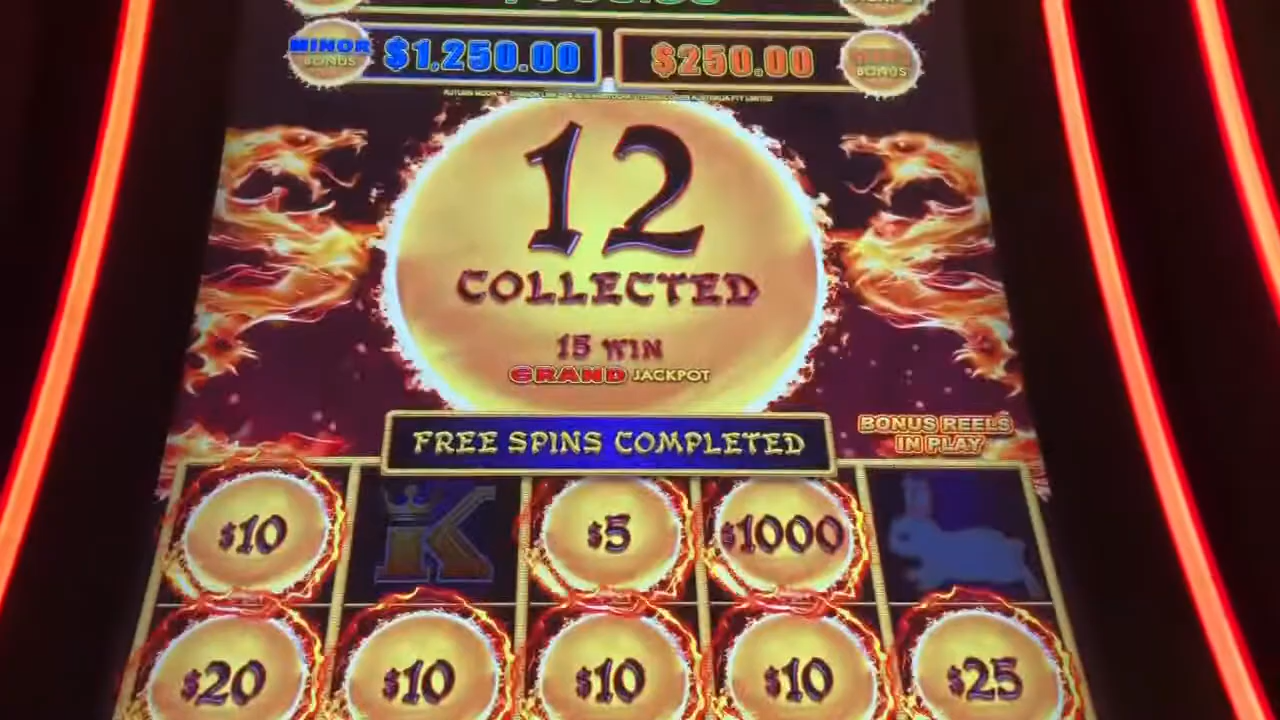 MINOR
BONUS
$1,250.00
$250.00
BONUS
12
COLLECTED
15 WIN
GRAND JACKPOT
FREE SPINS COMPLETED
BONUS REELS
IN PLAY
$10
K
$5
$1000
$20
$10
$10
$10
$25